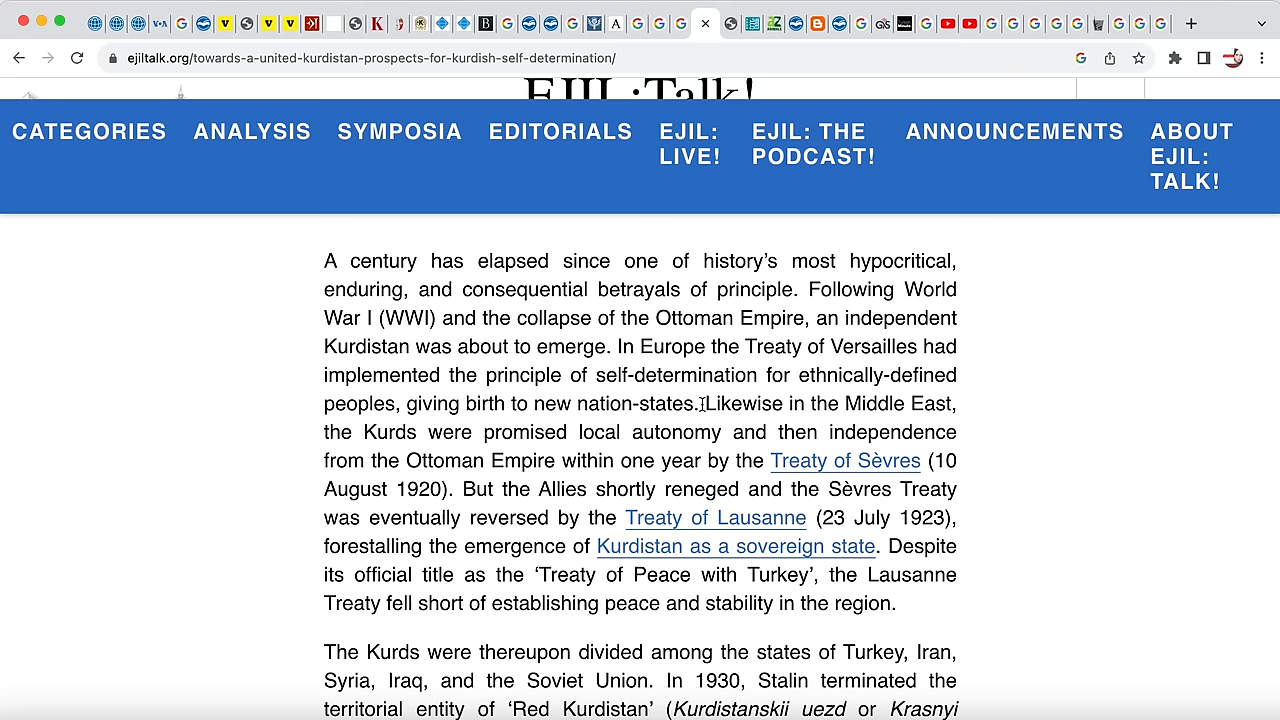 ejiltalk.org/towards-a-united-kurdistan-prospects-for-kurdish-self-determination/
EJIL:Talk!
CATEGORIES ANALYSIS SYMPOSIA EDITORIALS EJIL: LIVE! EJIL: THE PODCAST! ANNOUNCEMENTS ABOUT EJIL: TALK!
A century has elapsed since one of history’s most hypocritical,
enduring, and consequential betrayals of principle. Following World
War I (WWI) and the collapse of the Ottoman Empire, an independent
Kurdistan was about to emerge. In Europe the Treaty of Versailles had
implemented the principle of self-determination for ethnically-defined
peoples, giving birth to new nation-states. Likewise in the Middle East,
the Kurds were promised local autonomy and then independence
from the Ottoman Empire within one year by the Treaty of Sèvres (10
August 1920). But the Allies shortly reneged and the Sèvres Treaty
was eventually reversed by the Treaty of Lausanne (23 July 1923),
forestalling the emergence of Kurdistan as a sovereign state. Despite
its official title as the ‘Treaty of Peace with Turkey’, the Lausanne
Treaty fell short of establishing peace and stability in the region.
The Kurds were thereupon divided among the states of Turkey, Iran,
Syria, Iraq, and the Soviet Union. In 1930, Stalin terminated the
territorial entity of ‘Red Kurdistan’ (Kurdistanskii uezd or Krasnyi